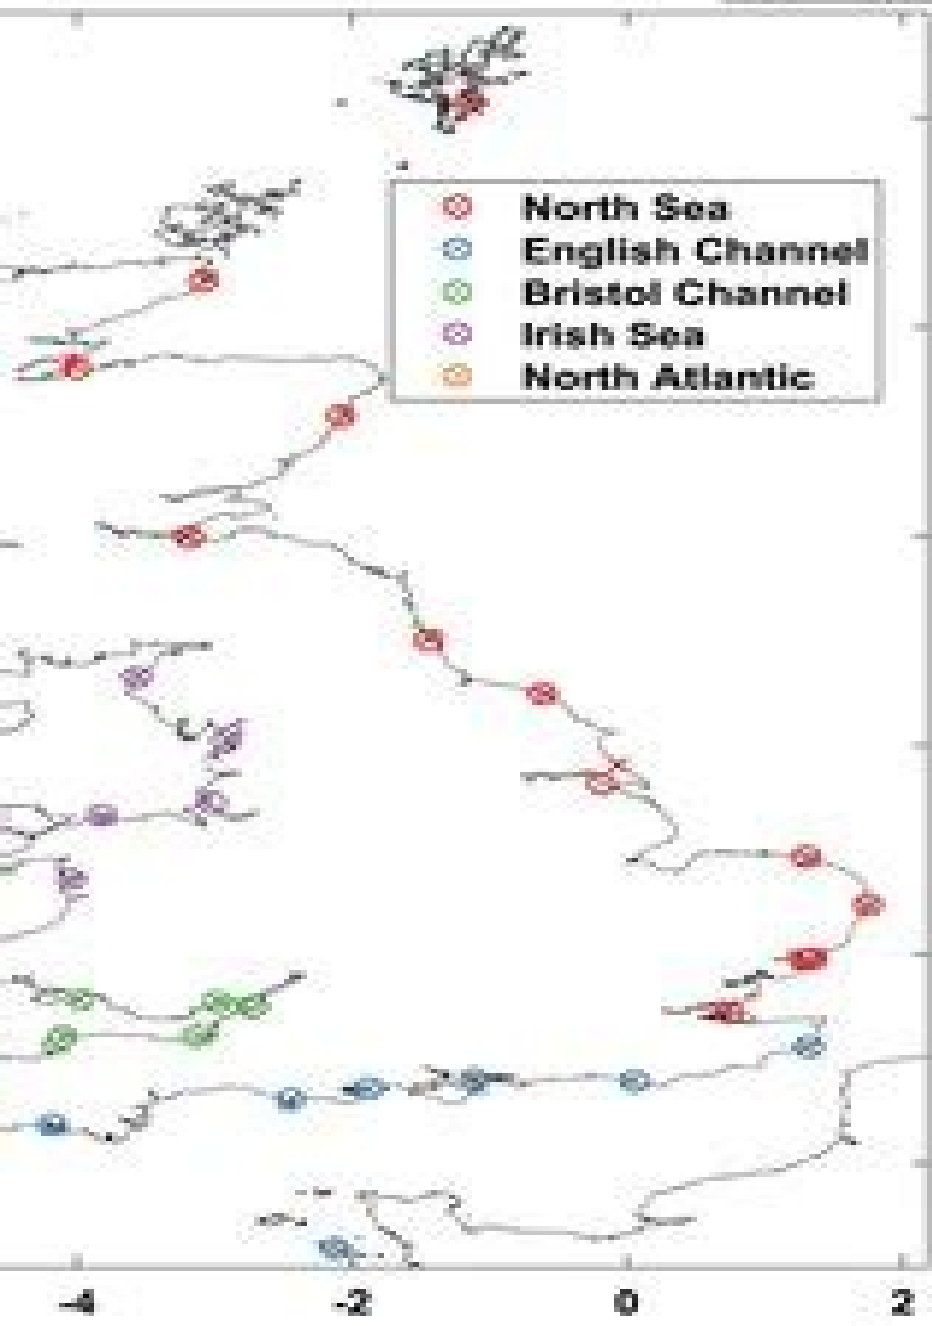 North Sea
English Channel
Bristol Channel
Irish Sea
North Atlantic
-4 -2 0 2